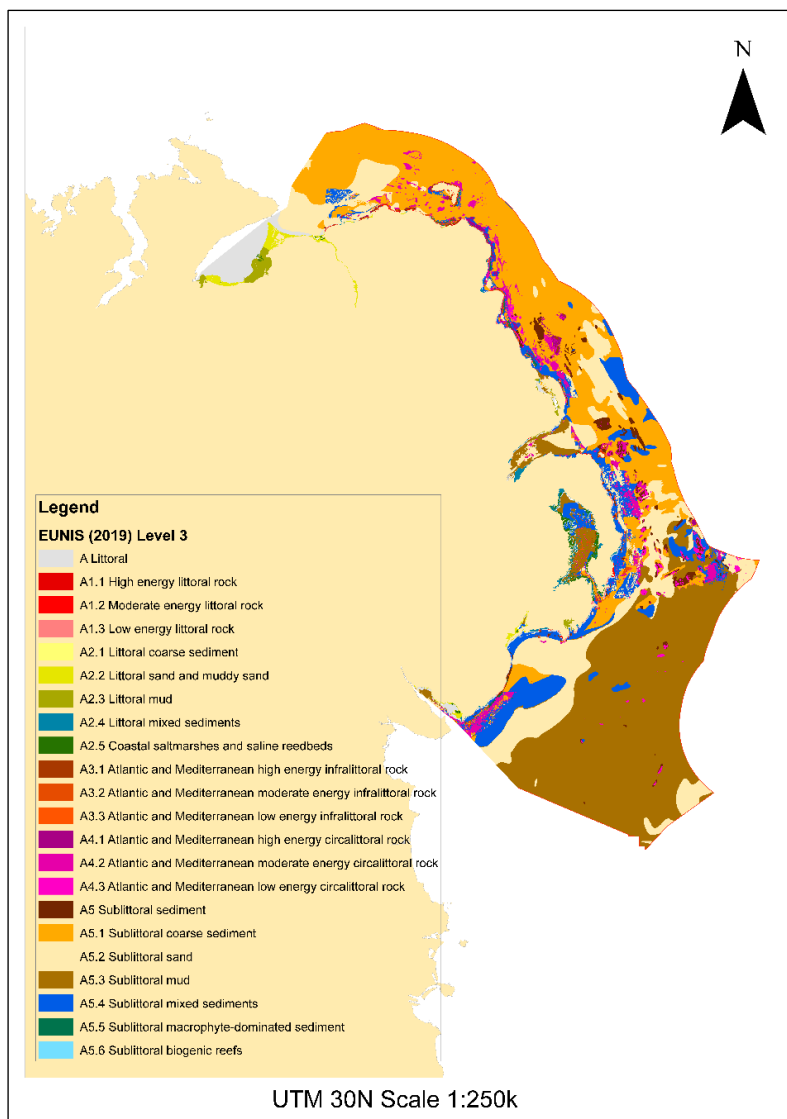 N
Legend
EUNIS (2019) Level 3
A Littoral
A1.1 High energy littoral rock
A1.2 Moderate energy littoral rock
A1.3 Low energy littoral rock
A2.1 Littoral coarse sediment
A2.2 Littoral sand and muddy sand
A2.3 Littoral mud
A2.4 Littoral mixed sediments
A2.5 Coastal saltmarshes and saline reedbeds
A3.1 Atlantic and Mediterranean high energy infralittoral rock
A3.2 Atlantic and Mediterranean moderate energy infralittoral rock
A3.3 Atlantic and Mediterranean low energy infralittoral rock
A4.1 Atlantic and Mediterranean high energy circalittoral rock
A4.2 Atlantic and Mediterranean moderate energy circalittoral rock
A4.3 Atlantic and Mediterranean low energy circalittoral rock
A5 Sublittoral sediment
A5.1 Sublittoral coarse sediment
A5.2 Sublittoral sand
A5.3 Sublittoral mud
A5.4 Sublittoral mixed sediments
A5.5 Sublittoral macrophyte-dominated sediment
A5.6 Sublittoral biogenic reefs
UTM 30N Scale 1:250k